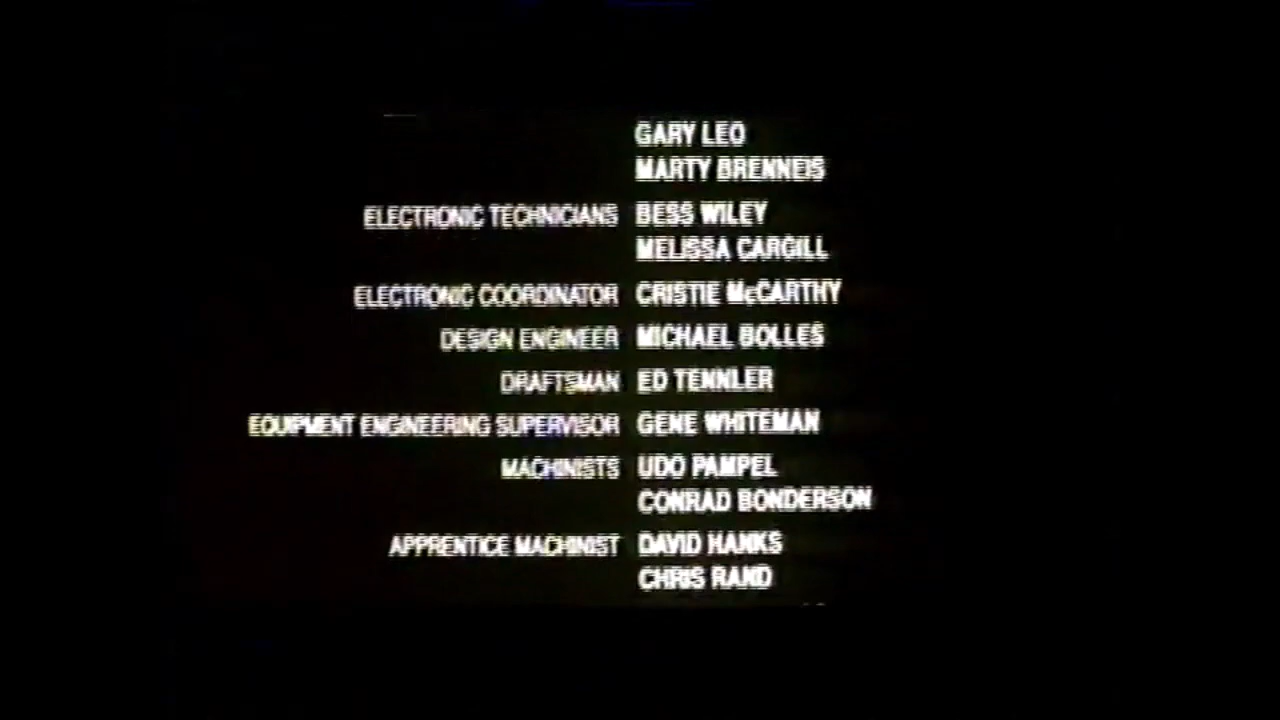 GARY LEO
MARTY BRENNEIS
ELECTRONIC TECHNICIANS BESS WILEY
MELISSA CARGILL
ELECTRONIC COORDINATOR CRISTIE McCARTHY
DESIGN ENGINEER MICHAEL BOLLES
DRAFTSMAN ED TENNLER
EQUIPMENT ENGINEERING SUPERVISOR GENE WHITEMAN
MACHINISTS UDO PAMPEL
CONRAD BONDERSON
APPRENTICE MACHINIST DAVID HANKS
CHRIS RAND